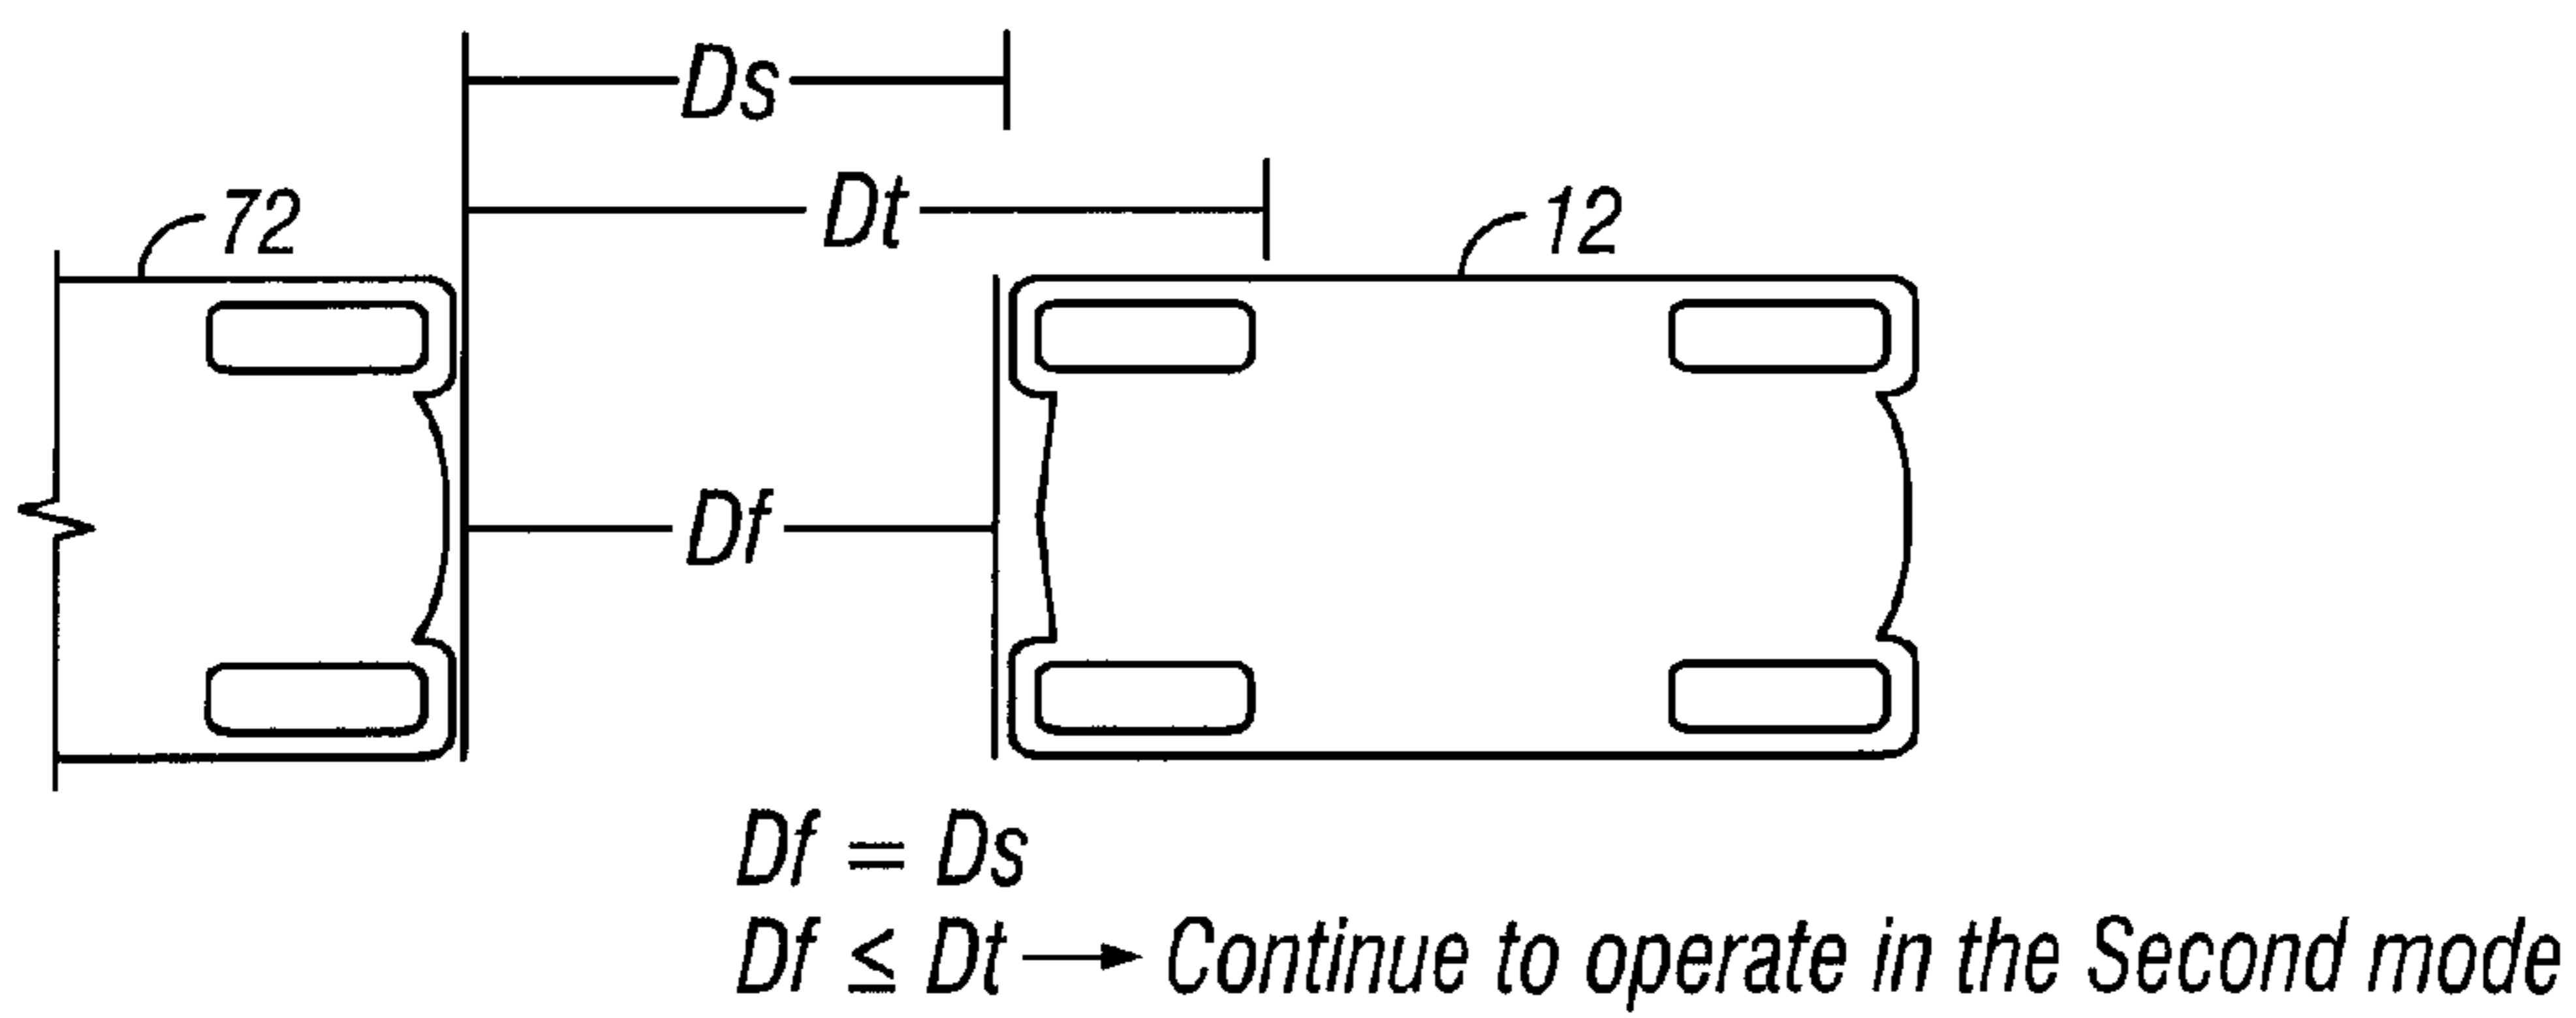 Ds
Dt
72
12
Df
Df = Ds
Df ≤ Dt → Continue to operate in the Second mode